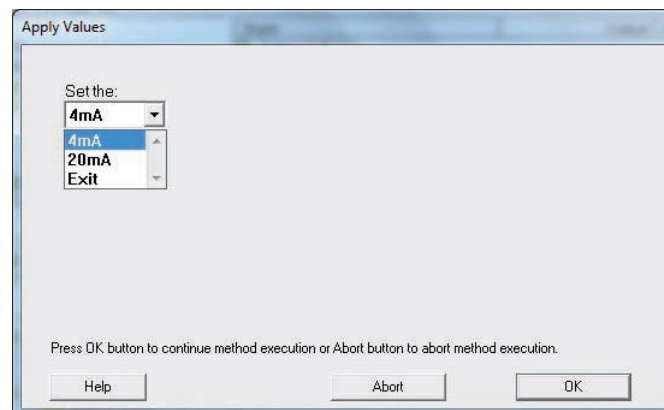 Apply Values
Set the:
4mA
4mA
20mA
Exit
Press OK button to continue method execution or Abort button to abort method execution.
Help Abort OK